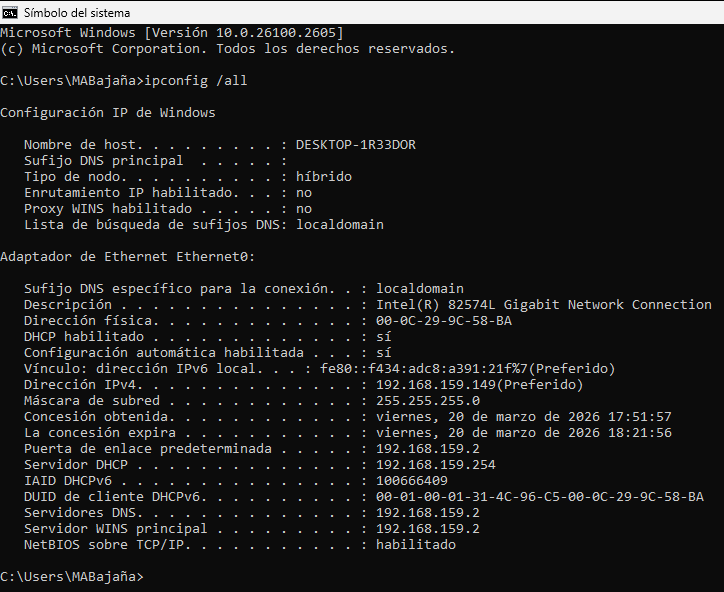 Símbolo del sistema
Microsoft Windows [Versión 10.0.26100.2605]
(c) Microsoft Corporation. Todos los derechos reservados.
C:\Users\MABajaña>ipconfig /all
Configuración IP de Windows
Nombre de host. . . . . . . . . : DESKTOP-1R33DOR
Sufijo DNS principal  . . . . . :
Tipo de nodo. . . . . . . . . . : híbrido
Enrutamiento IP habilitado. . . : no
Proxy WINS habilitado . . . . . : no
Lista de búsqueda de sufijos DNS: localdomain
Adaptador de Ethernet Ethernet0:
Sufijo DNS específico para la conexión. . : localdomain
Descripción . . . . . . . . . . . . . . . : Intel(R) 82574L Gigabit Network Connection
Dirección física. . . . . . . . . . . . . : 00-0C-29-9C-58-BA
DHCP habilitado . . . . . . . . . . . . . : sí
Configuración automática habilitada . . . : sí
Vínculo: dirección IPv6 local. . . : fe80::f434:adc8:a391:21f%7(Preferido)
Dirección IPv4. . . . . . . . . . . . . . : 192.168.159.149(Preferido)
Máscara de subred . . . . . . . . . . . . : 255.255.255.0
Concesión obtenida. . . . . . . . . . . . : viernes, 20 de marzo de 2026 17:51:57
La concesión expira . . . . . . . . . . . : viernes, 20 de marzo de 2026 18:21:56
Puerta de enlace predeterminada . . . . . : 192.168.159.2
Servidor DHCP . . . . . . . . . . . . . . : 192.168.159.254
IAID DHCPv6 . . . . . . . . . . . . . . . : 100666409
DUID de cliente DHCPv6. . . . . . . . . . : 00-01-00-01-31-4C-96-C5-00-0C-29-9C-58-BA
Servidores DNS. . . . . . . . . . . . . . : 192.168.159.2
Servidor WINS principal . . . . . . . . . : 192.168.159.2
NetBIOS sobre TCP/IP. . . . . . . . . . . : habilitado
C:\Users\MABajaña>